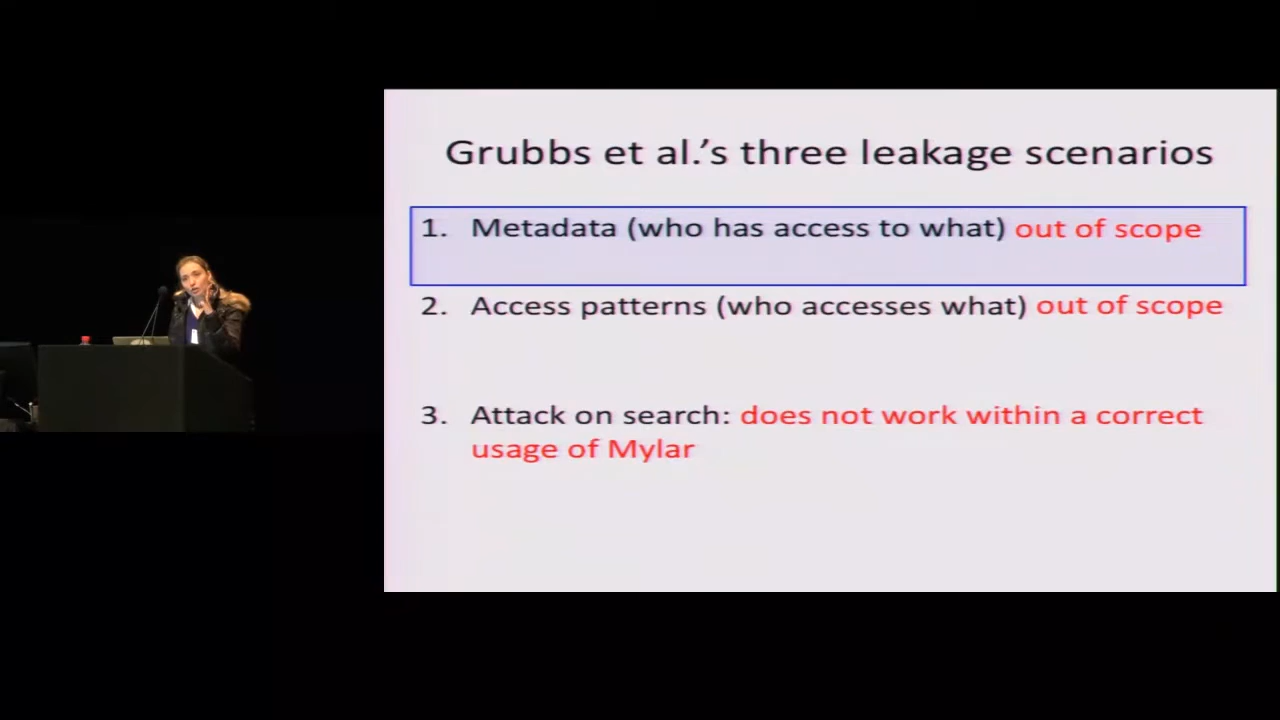 Grubbs et al.'s three leakage scenarios
1. Metadata (who has access to what) out of scope
2. Access patterns (who accesses what) out of scope
3. Attack on search: does not work within a correct
usage of Mylar